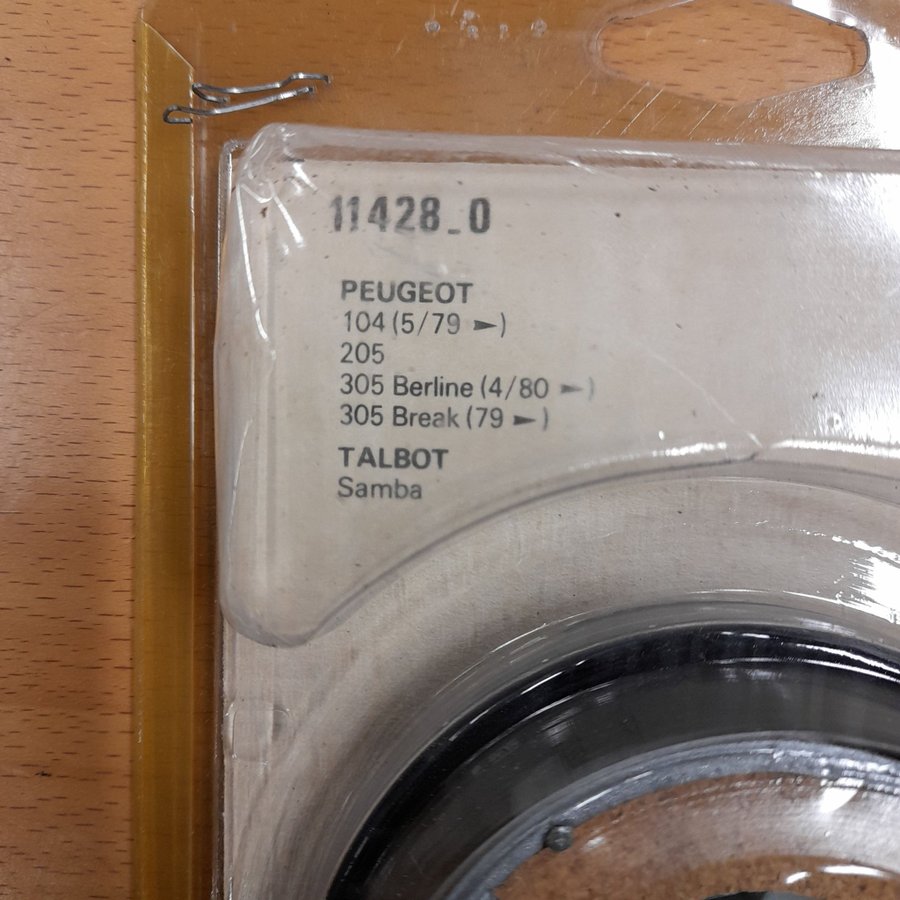 11428_0
PEUGEOT
104 (5/79 ►)
205
305 Berline (4/80 ►)
305 Break (79 ►)
TALBOT
Samba